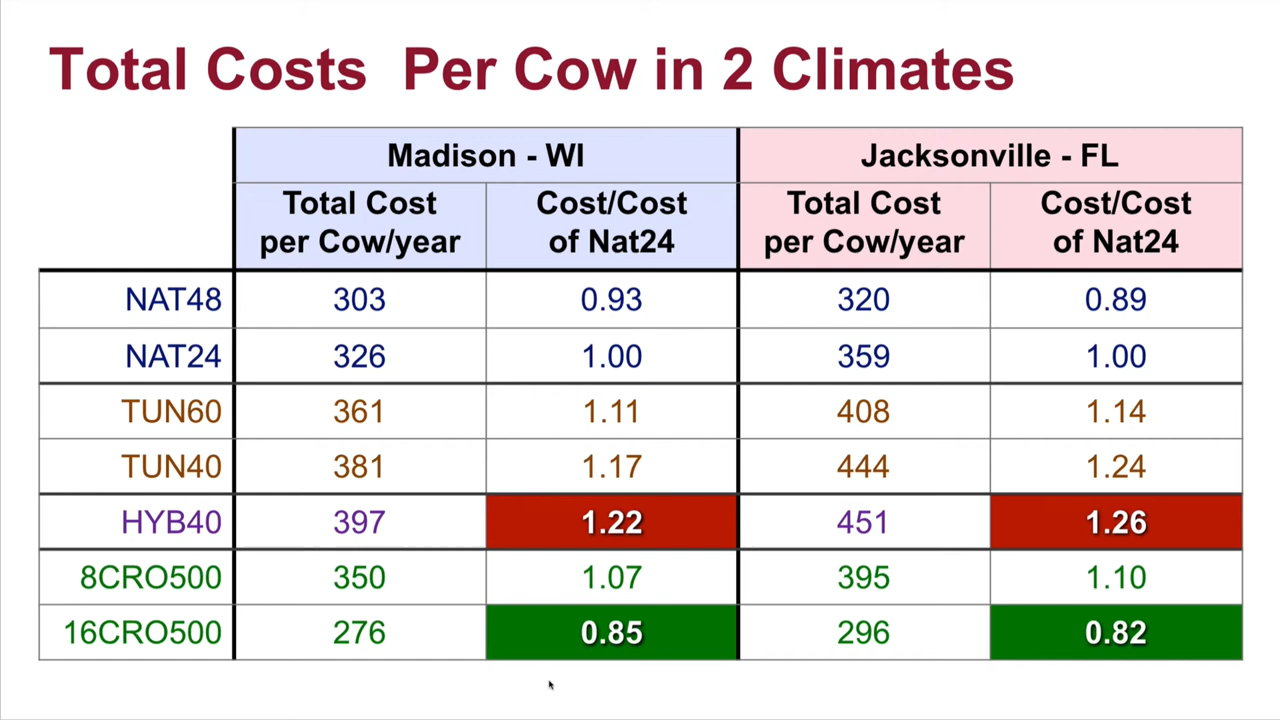 Total Costs Per Cow in 2 Climates
Madison - WI Jacksonville - FL
Total Cost Cost/Cost Total Cost Cost/Cost
per Cow/year of Nat24 per Cow/year of Nat24
NAT48 303 0.93 320 0.89
NAT24 326 1.00 359 1.00
TUN60 361 1.11 408 1.14
TUN40 381 1.17 444 1.24
HYB40 397 1.22 451 1.26
8CRO500 350 1.07 395 1.10
16CRO500 276 0.85 296 0.82